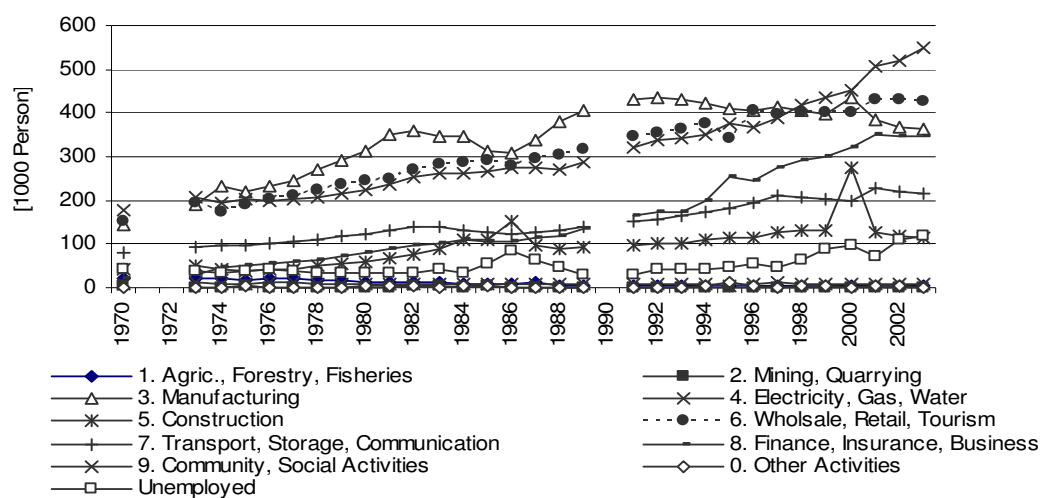 600
500
400
300
200
100
0
[1000 Person]
1970
1972
1974
1976
1978
1980
1982
1984
1986
1988
1990
1992
1994
1996
1998
2000
2002
1. Agric., Forestry, Fisheries
2. Mining, Quarrying
3. Manufacturing
4. Electricity, Gas, Water
5. Construction
6. Wholsale, Retail, Tourism
7. Transport, Storage, Communication
8. Finance, Insurance, Business
9. Community, Social Activities
0. Other Activities
Unemployed